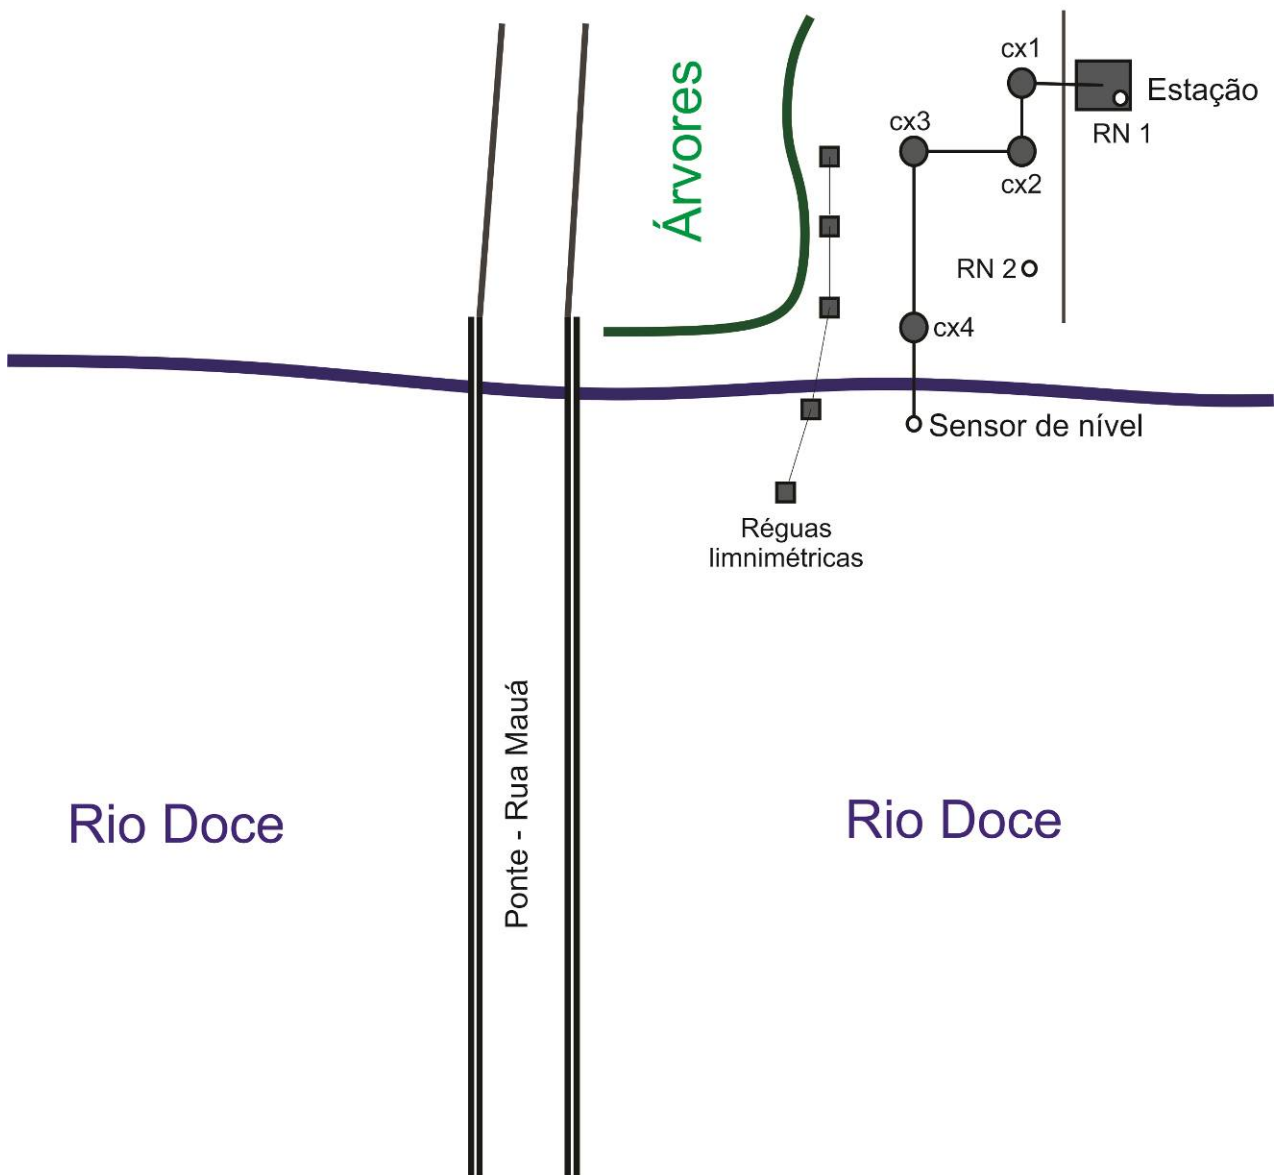 cx1
Estação
Árvores
cx3
RN 1
cx2
RN 2
cx4
Sensor de nível
Réguas
limnimétricas
Ponte - Rua Mauá
Rio Doce
Rio Doce